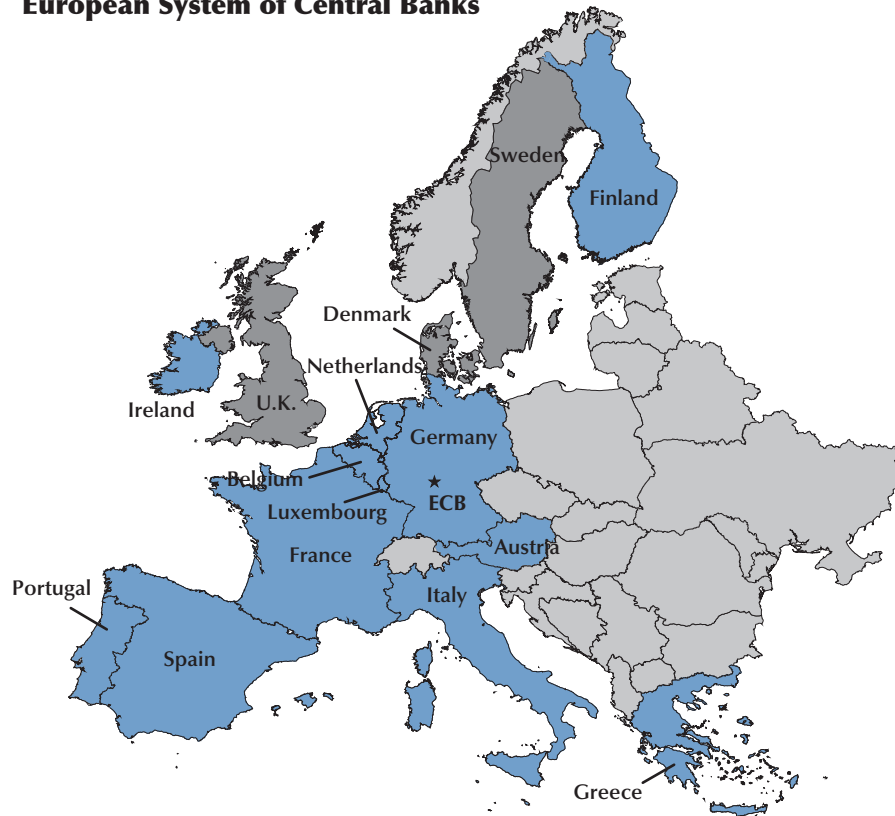 European System of Central Banks
Sweden
Finland
Denmark
Netherlands
Ireland
U.K.
Germany
Belgium
ECB
Luxembourg
France
Austria
Portugal
Italy
Spain
Greece